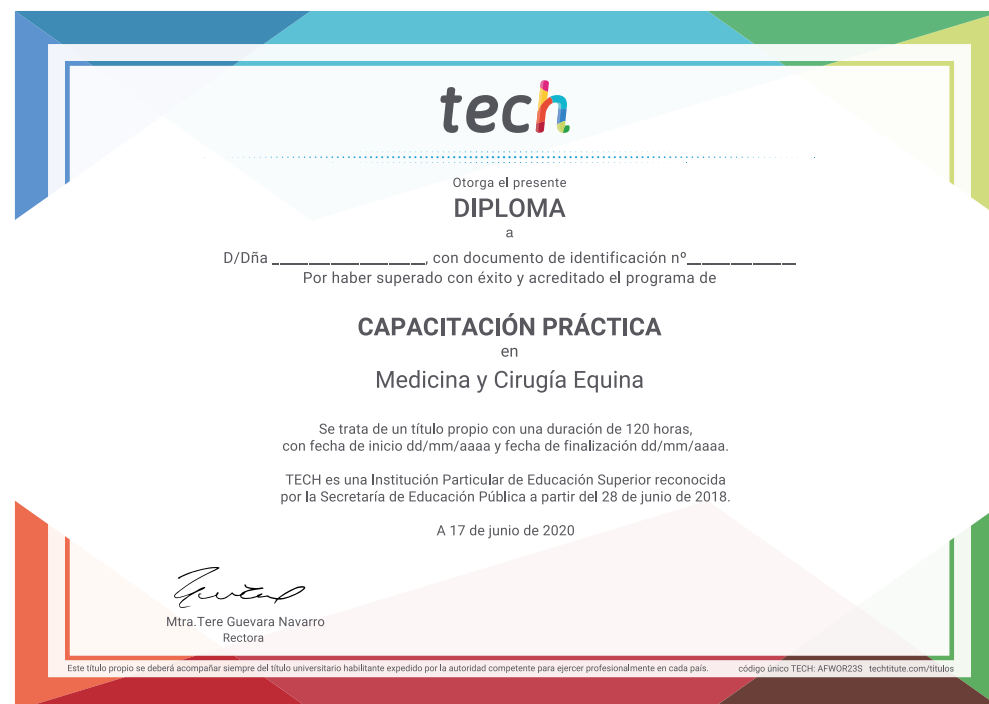 tech
Otorga el presente
DIPLOMA
a
D/Dña ______________________, con documento de identificación nº________________
Por haber superado con éxito y acreditado el programa de
CAPACITACIÓN PRÁCTICA
en
Medicina y Cirugía Equina
Se trata de un título propio con una duración de 120 horas,
con fecha de inicio dd/mm/aaaa y fecha de finalización dd/mm/aaaa.
TECH es una Institución Particular de Educación Superior reconocida
por la Secretaría de Educación Pública a partir del 28 de junio de 2018.
A 17 de junio de 2020
Mtra.Tere Guevara Navarro
Rectora
Este título propio se deberá acompañar siempre del título universitario habilitante expedido por la autoridad competente para ejercer profesionalmente en cada país. código único TECH: AFWOR23S techtitute.com/titulos